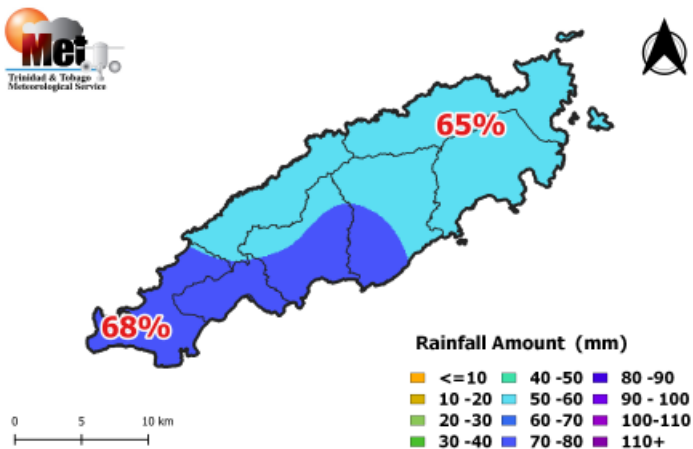 Met
Trinidad & Tobago
Meteorological Service
65%
68%
Rainfall Amount (mm)
<=10 40 -50 80 -90
10 -20 50 -60 90 - 100
20 -30 60 -70 100-110
30 -40 70 -80 110+
0 5 10 km